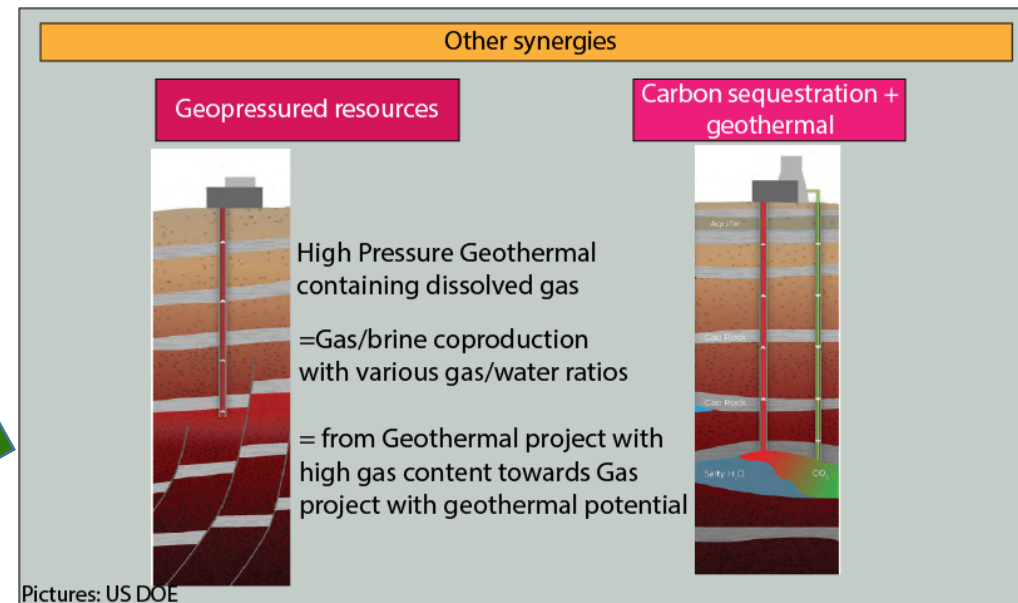 Other synergies
Geopressured resources
Carbon sequestration +
geothermal
High Pressure Geothermal
containing dissolved gas
=Gas/brine coproduction
with various gas/water ratios
= from Geothermal project with
high gas content towards Gas
project with geothermal potential
Aquifer
Cap Rock
Cap Rock
Salty H₂O
CO₂
Pictures: US DOE